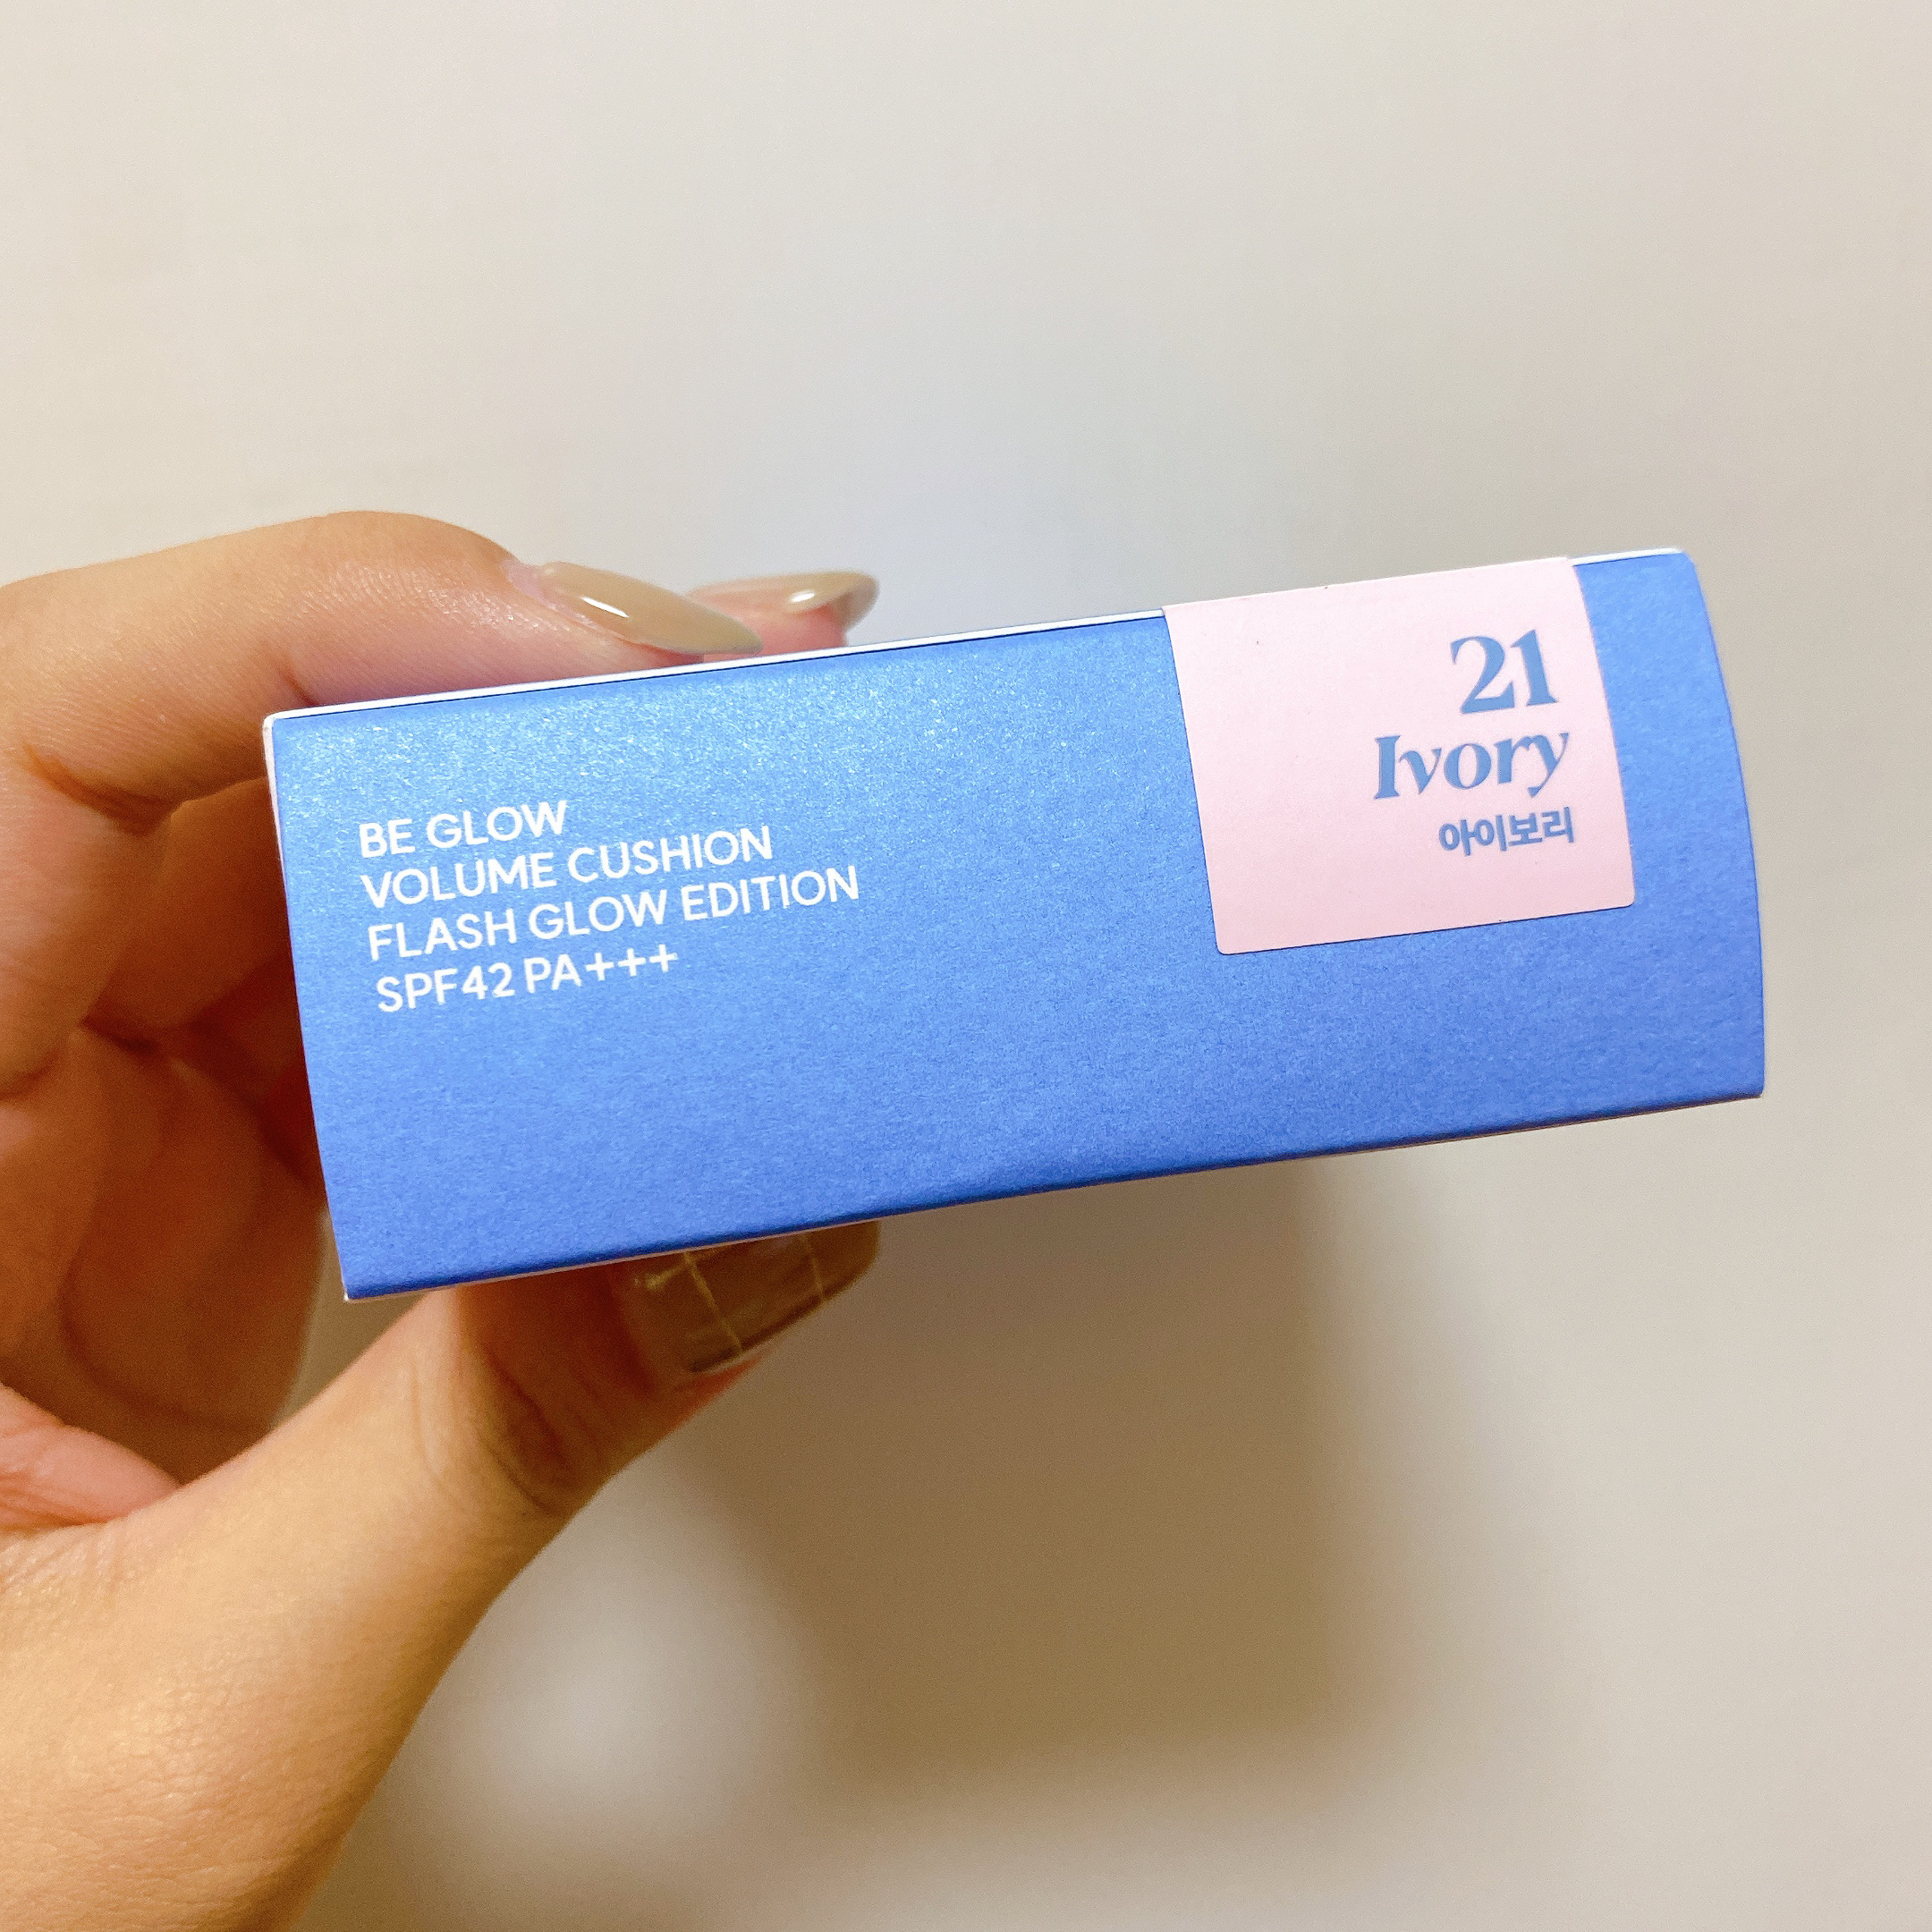 BE GLOW
VOLUME CUSHION
FLASH GLOW EDITION
SPF42 PA+++
21
Ivory
아이보리